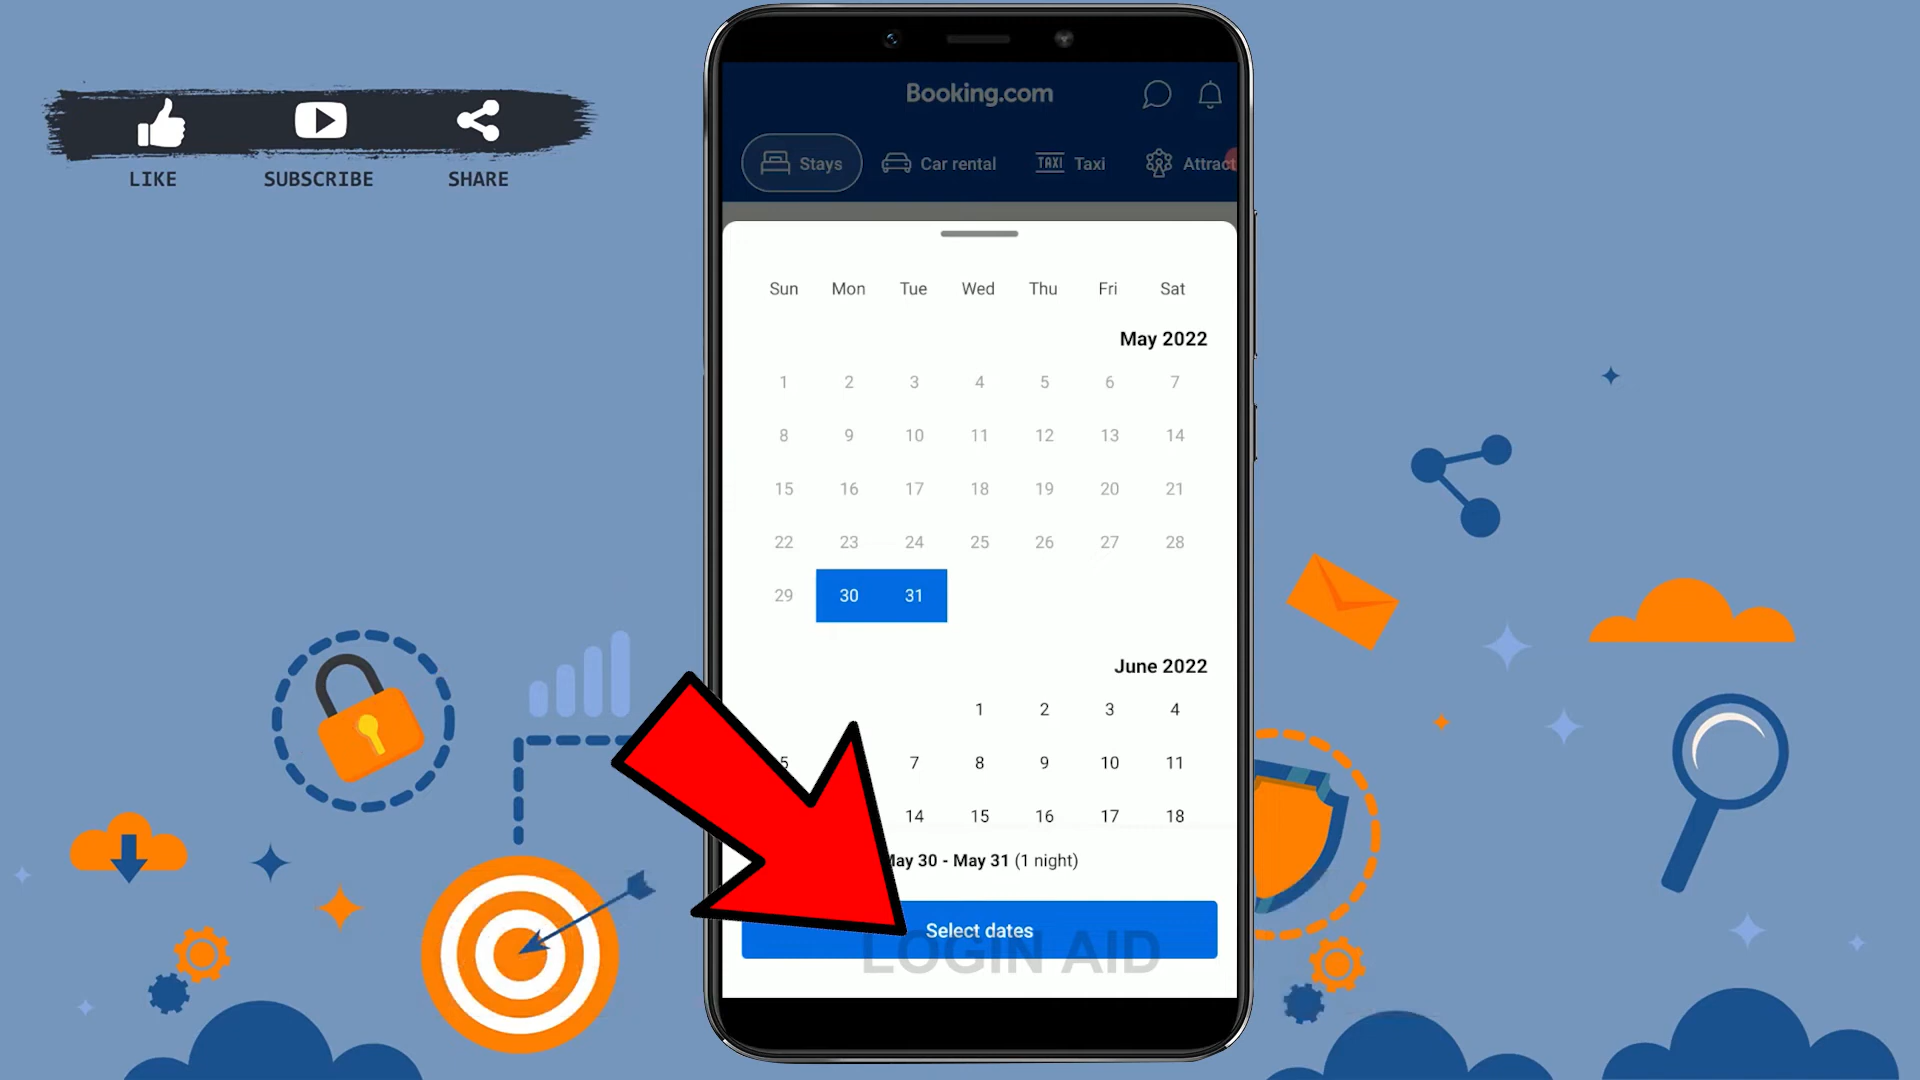 LIKE SUBSCRIBE SHARE
Booking.com
Stays Car rental TAXI Taxi Attract
Sun Mon Tue Wed Thu Fri Sat
May 2022
1 2 3 4 5 6 7
8 9 10 11 12 13 14
15 16 17 18 19 20 21
22 23 24 25 26 27 28
29 30 31
June 2022
1 2 3 4
5 7 8 9 10 11
14 15 16 17 18
May 30 - May 31 (1 night)
Select dates
LOGIN AID